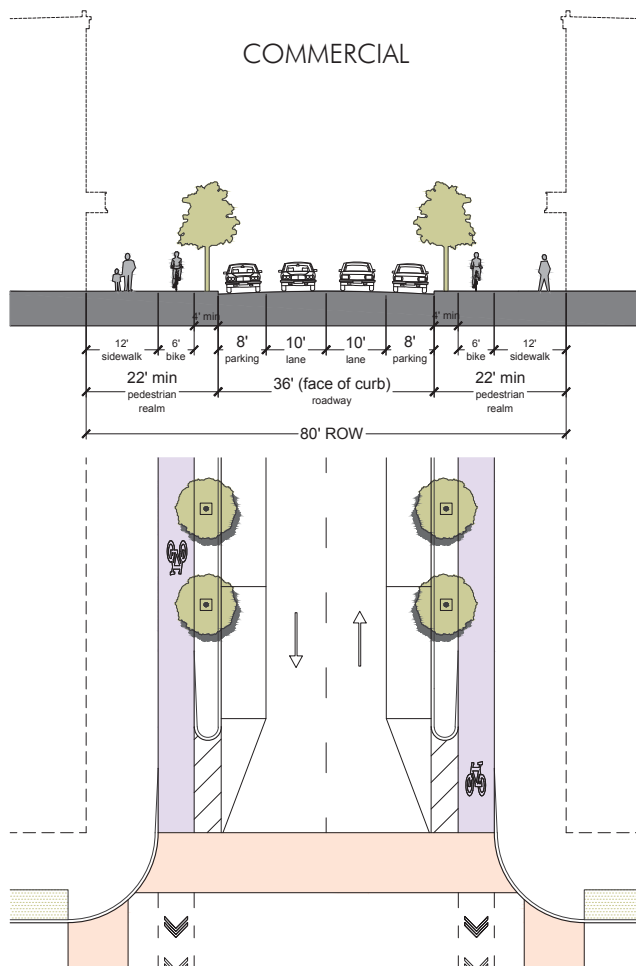 COMMERCIAL
4' min
4' min
12'
sidewalk
6'
bike
8'
parking
10'
lane
10'
lane
8'
parking
6'
bike
12'
sidewalk
22' min
pedestrian
realm
36' (face of curb)
roadway
22' min
pedestrian
realm
80' ROW